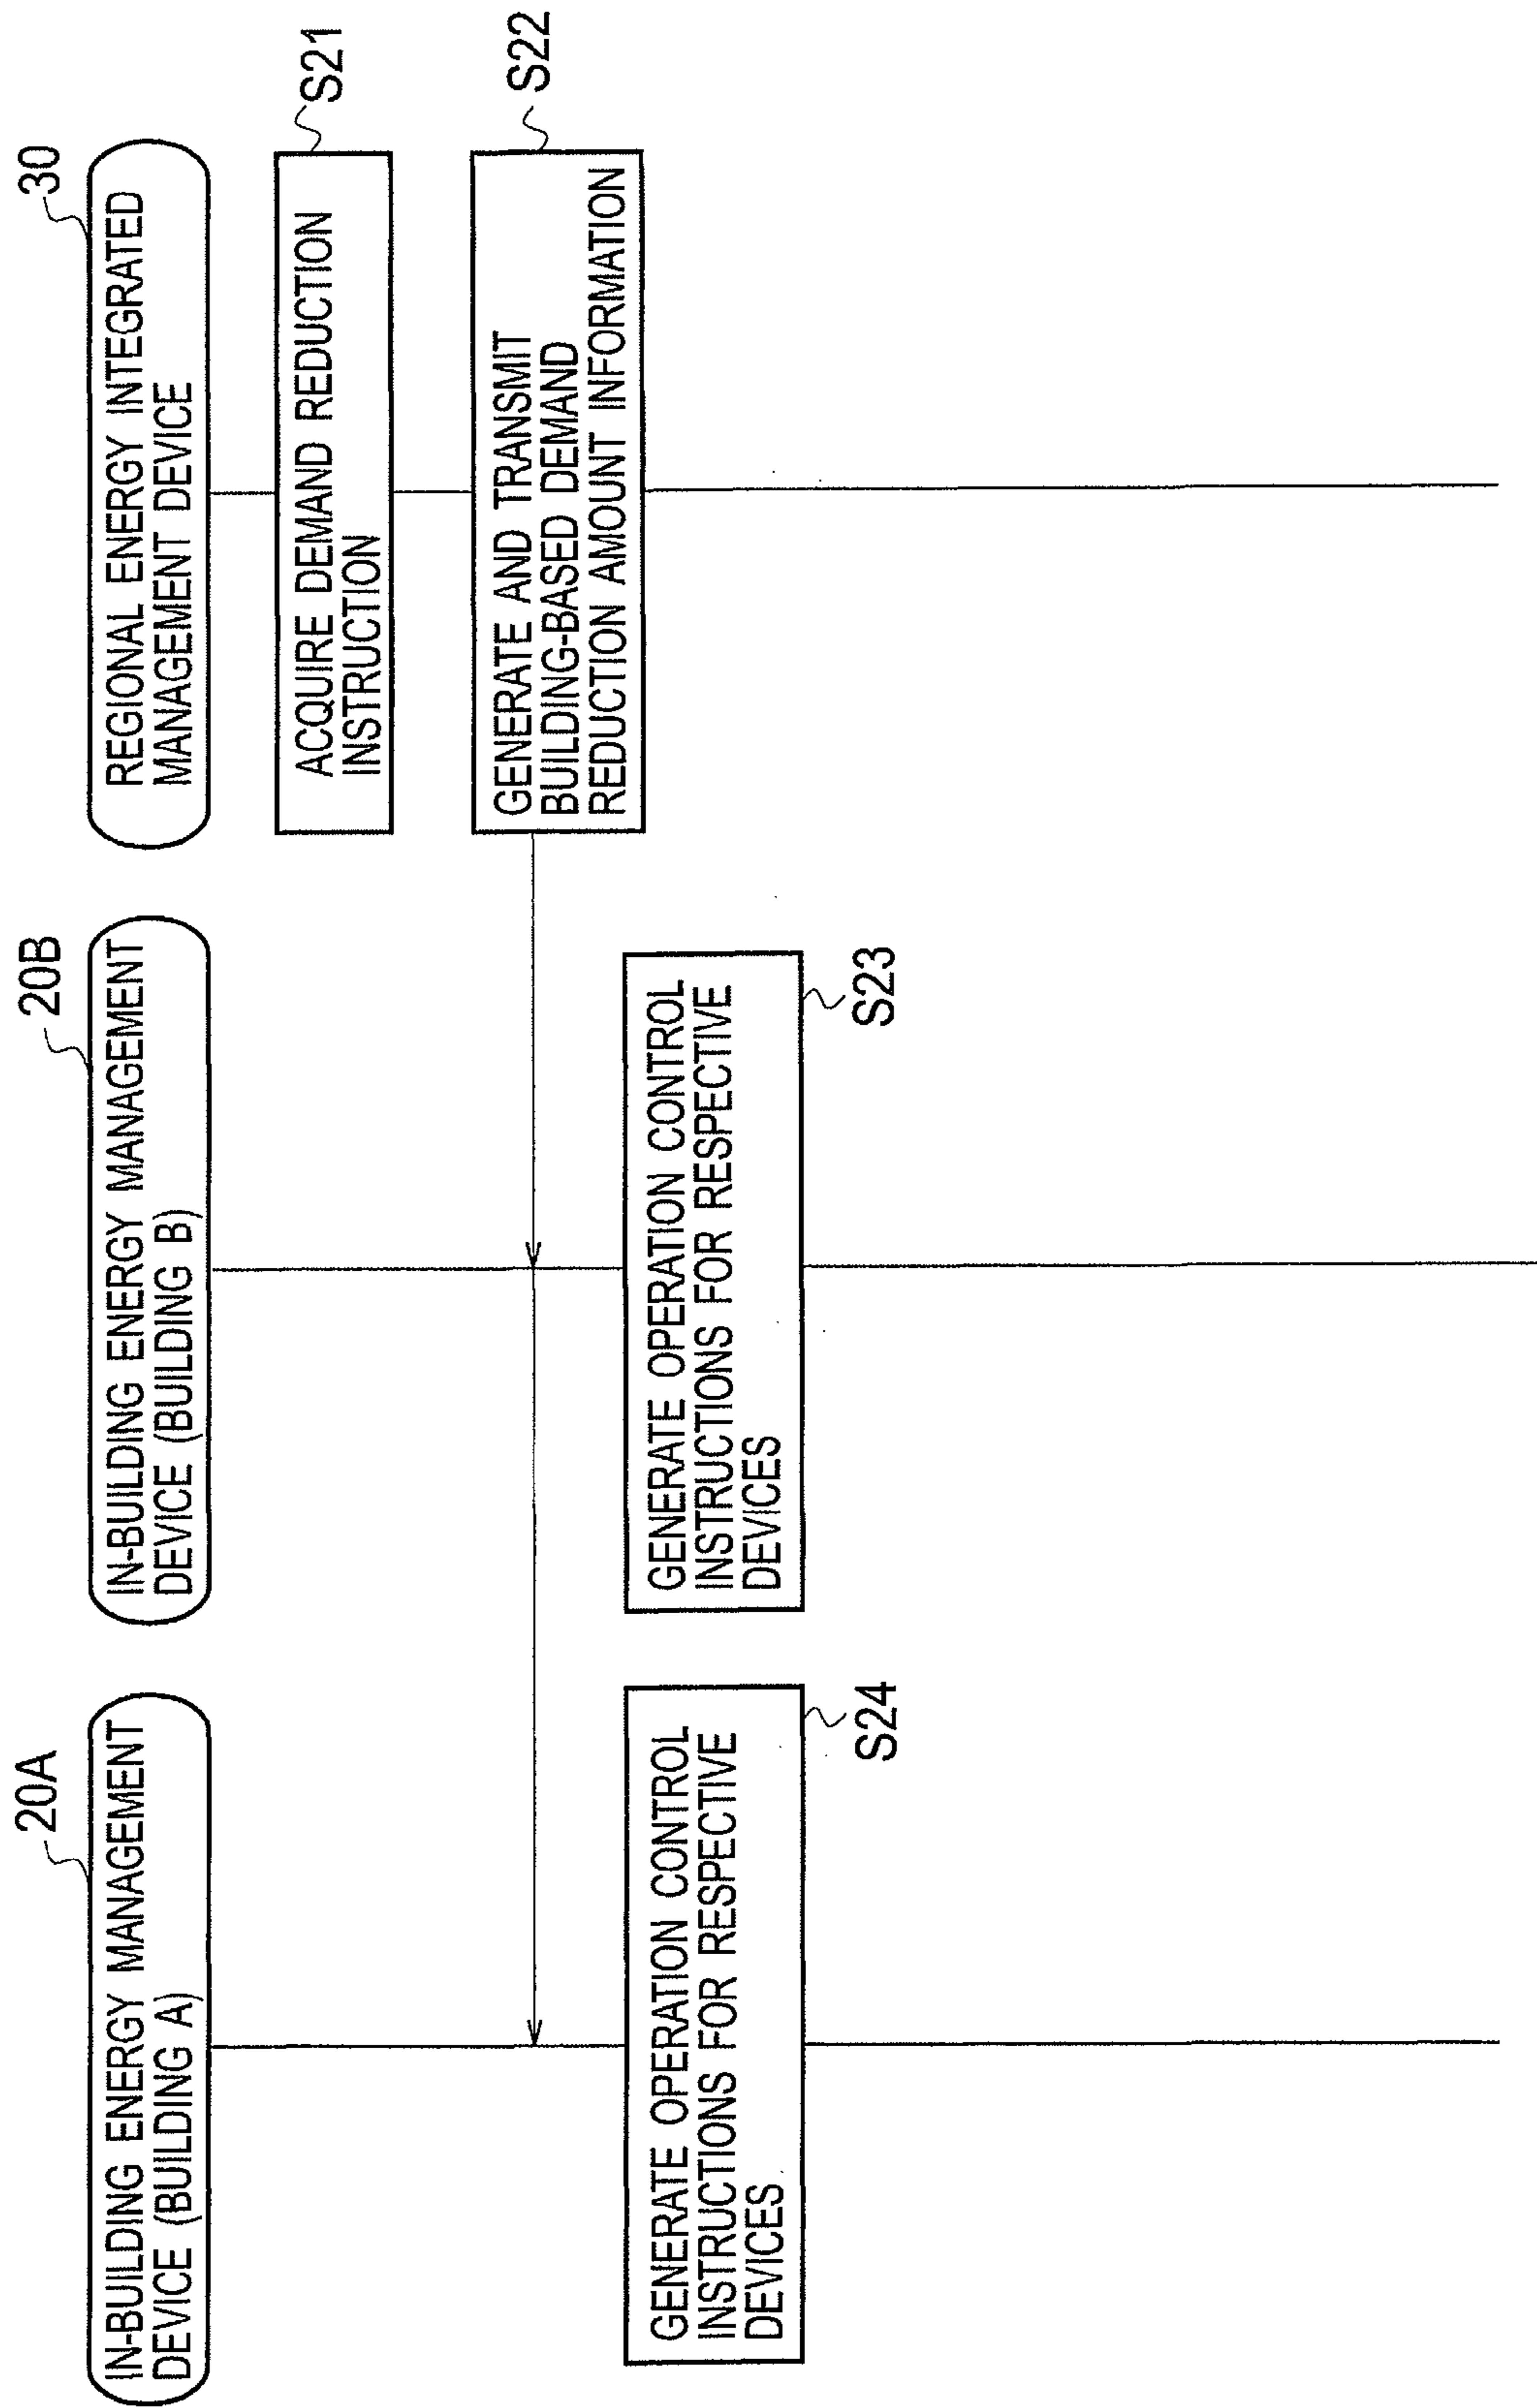 20A
IN-BUILDING ENERGY MANAGEMENT
DEVICE (BUILDING A)
20B
IN-BUILDING ENERGY MANAGEMENT
DEVICE (BUILDING B)
30
REGIONAL ENERGY INTEGRATED
MANAGEMENT DEVICE
S21
ACQUIRE DEMAND REDUCTION
INSTRUCTION
S22
GENERATE AND TRANSMIT
BUILDING-BASED DEMAND
REDUCTION AMOUNT INFORMATION
GENERATE OPERATION CONTROL
INSTRUCTIONS FOR RESPECTIVE
DEVICES
S24
GENERATE OPERATION CONTROL
INSTRUCTIONS FOR RESPECTIVE
DEVICES
S23